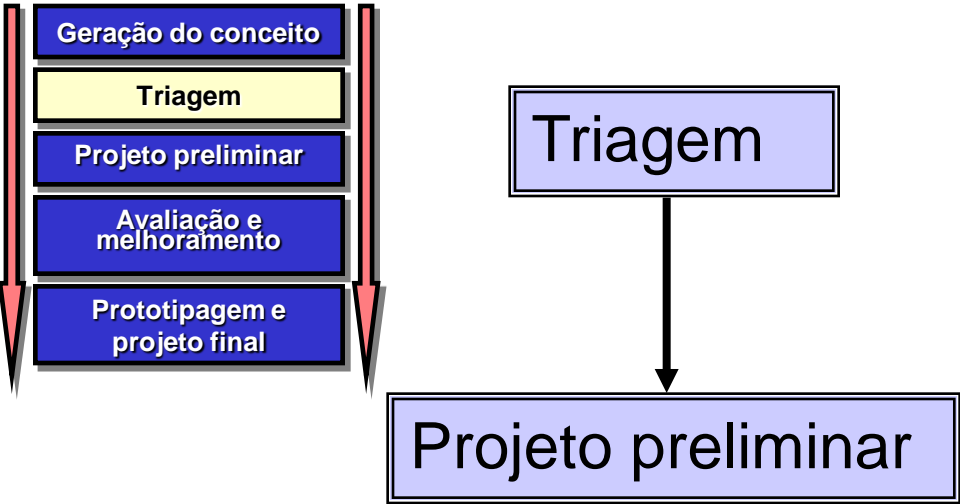 Geração do conceito
Triagem
Projeto preliminar
Avaliação e
melhoramento
Prototipagem e
projeto final
Triagem
Projeto preliminar